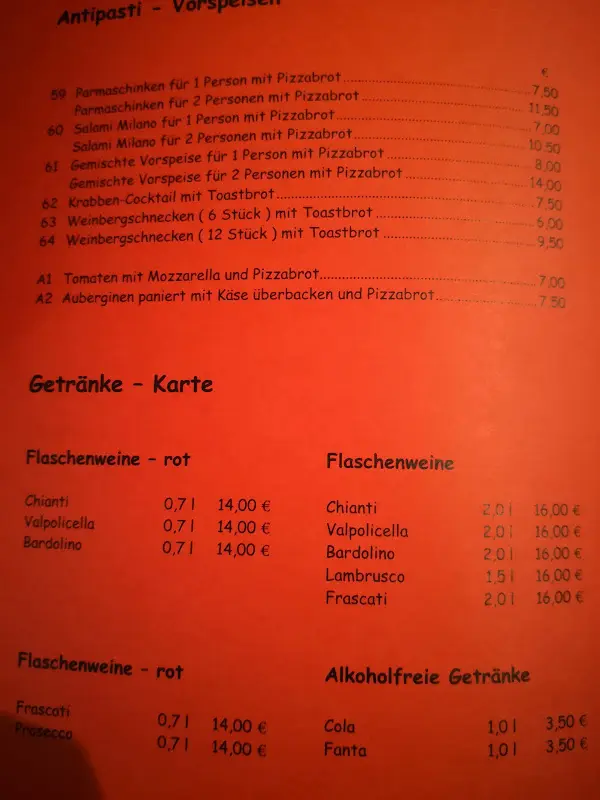 Antipasti - Vorspeisen
€
59 Parmaschinken für 1 Person mit Pizzabrot 7,50
Parmaschinken für 2 Personen mit Pizzabrot 11,50
60 Salami Milano für 1 Person mit Pizzabrot 7,00
Salami Milano für 2 Personen mit Pizzabrot 10,50
61 Gemischte Vorspeise für 1 Person mit Pizzabrot 8,00
Gemischte Vorspeise für 2 Personen mit Pizzabrot 14,00
62 Krabben-Cocktail mit Toastbrot 7,50
63 Weinbergschnecken ( 6 Stück ) mit Toastbrot 6,00
64 Weinbergschnecken ( 12 Stück ) mit Toastbrot 9,50
A1 Tomaten mit Mozzarella und Pizzabrot 7,00
A2 Auberginen paniert mit Käse überbacken und Pizzabrot 7,50
Getränke - Karte
Flaschenweine - rot
Chianti 0,7 l 14,00 €
Valpolicella 0,7 l 14,00 €
Bardolino 0,7 l 14,00 €
Flaschenweine
Chianti 2,0 l 16,00 €
Valpolicella 2,0 l 16,00 €
Bardolino 2,0 l 16,00 €
Lambrusco 1,5 l 16,00 €
Frascati 2,0 l 16,00 €
Flaschenweine - rot
Frascati 0,7 l 14,00 €
Prosecco 0,7 l 14,00 €
Alkoholfreie Getränke
Cola 1,0 l 3,50 €
Fanta 1,0 l 3,50 €